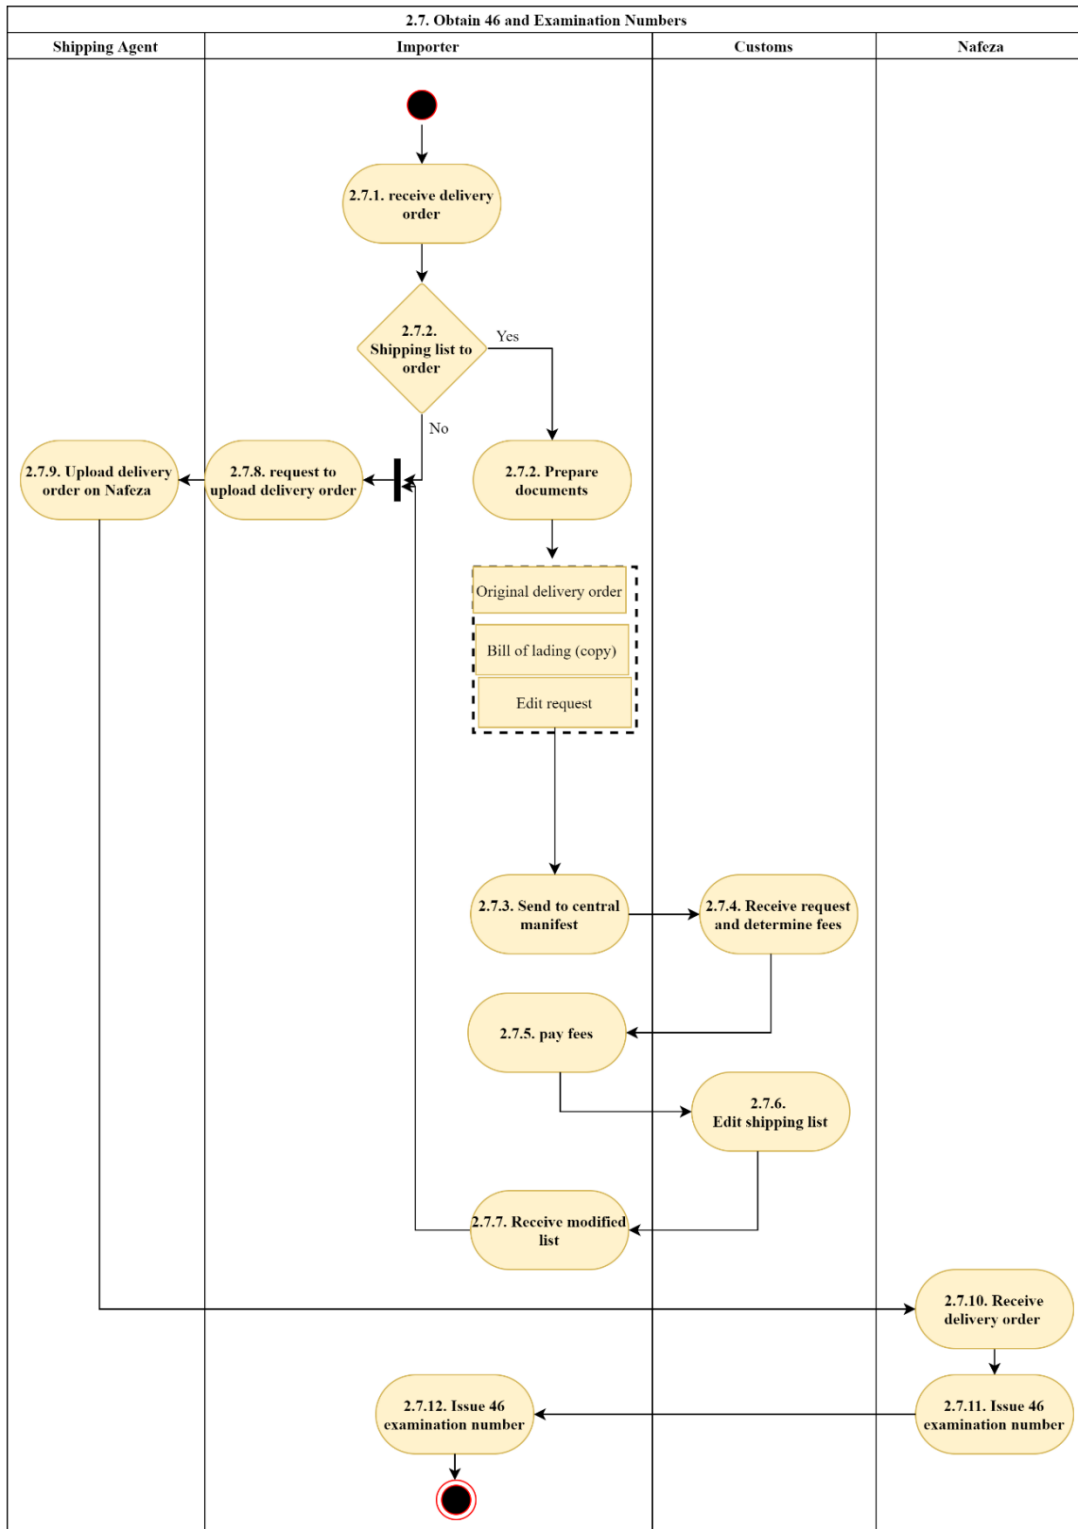 2.7. Obtain 46 and Examination Numbers
Shipping Agent
Importer
Customs
Nafeza
2.7.1. receive delivery
order
2.7.2.
Shipping list to
order
Yes
No
2.7.9. Upload delivery
order on Nafeza
2.7.8. request to
upload delivery order
2.7.2. Prepare
documents
Original delivery order
Bill of lading (copy)
Edit request
2.7.3. Send to central
manifest
2.7.4. Receive request
and determine fees
2.7.5. pay fees
2.7.6.
Edit shipping list
2.7.7. Receive modified
list
2.7.10. Receive
delivery order
2.7.12. Issue 46
examination number
2.7.11. Issue 46
examination number